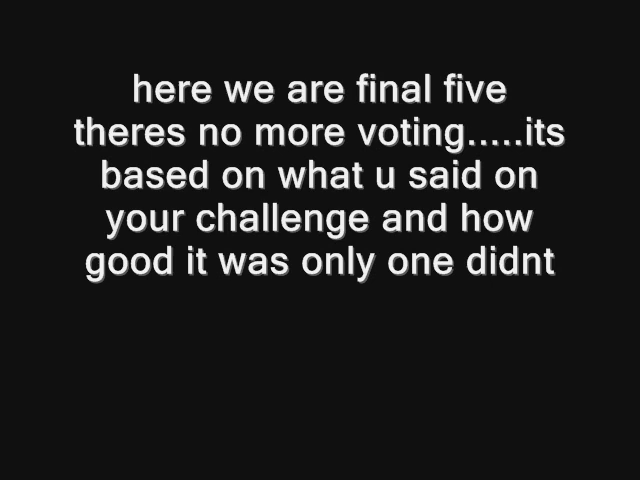 here we are final five
theres no more voting.....its
based on what u said on
your challenge and how
good it was only one didnt